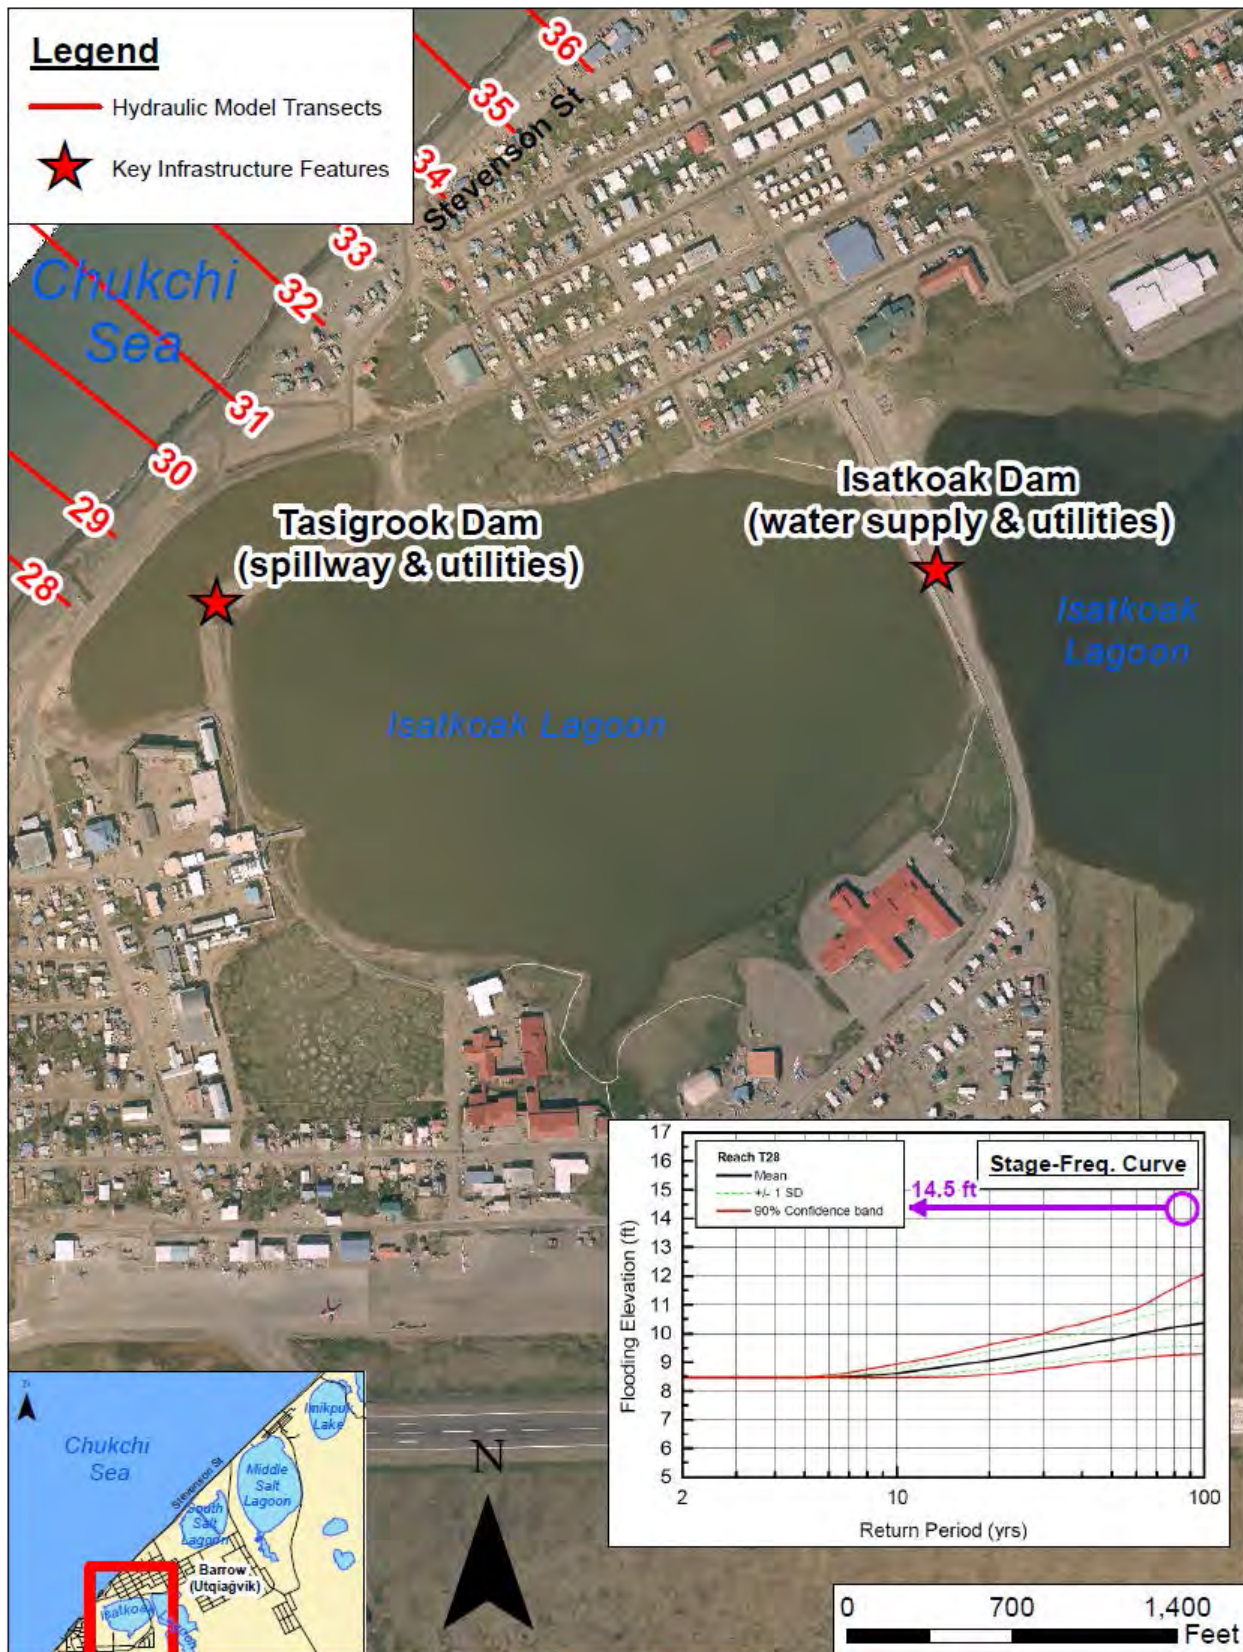 Legend
Hydraulic Model Transects
Key Infrastructure Features
36
35
34
Stevenson St
33
32
31
30
29
28
Chukchi
Sea
Tasigrook Dam
(spillway & utilities)
Isatkoak Dam
(water supply & utilities)
Isatkoak
Lagoon
Isatkoak Lagoon
Reach T28
Mean
+/- 1 SD
90% Confidence band
Stage-Freq. Curve
14.5 ft
Flooding Elevation (ft)
17
16
15
14
13
12
11
10
9
8
7
6
5
2
10
100
Return Period (yrs)
N
Chukchi
Sea
Imikpuk
Lake
Stevenson St
Middle
Salt
Lagoon
South
Salt
Lagoon
Barrow
(Utqiaġvik)
Isatkoak
Lagoon
N
0
700
1,400
Feet